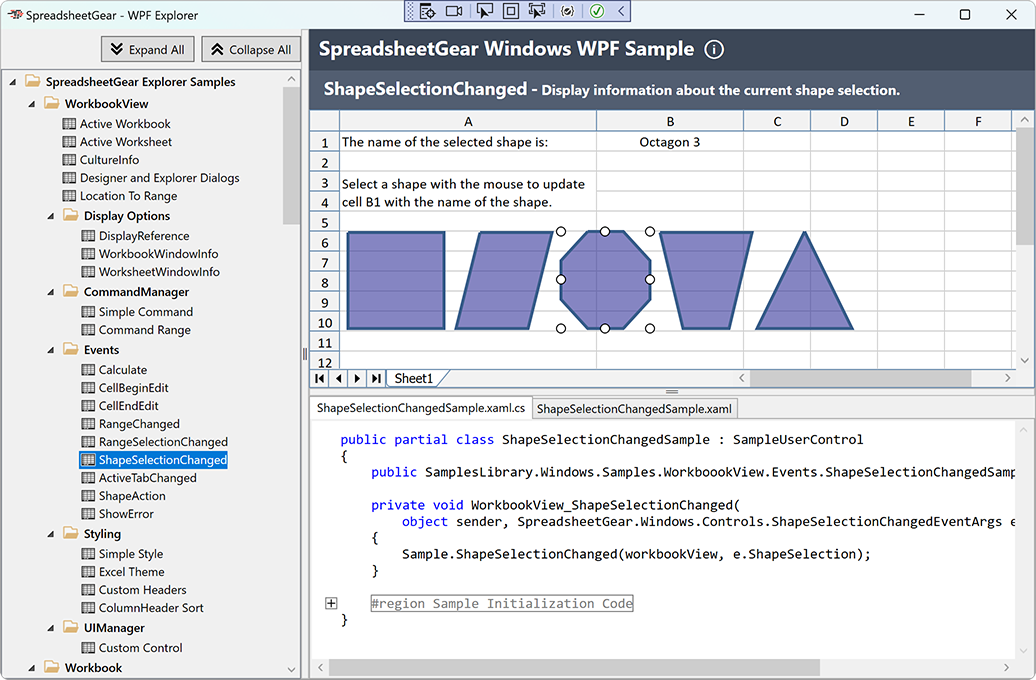 SpreadsheetGear - WPF Explorer
Expand All
Collapse All
SpreadsheetGear Explorer Samples
WorkbookView
Active Workbook
Active Worksheet
CultureInfo
Designer and Explorer Dialogs
Location To Range
Display Options
DisplayReference
WorkbookWindowInfo
WorksheetWindowInfo
CommandManager
Simple Command
Command Range
Events
Calculate
CellBeginEdit
CellEndEdit
RangeChanged
RangeSelectionChanged
ShapeSelectionChanged
ActiveTabChanged
ShapeAction
ShowError
Styling
Simple Style
Excel Theme
Custom Headers
ColumnHeader Sort
UIManager
Custom Control
Workbook
SpreadsheetGear Windows WPF Sample
ShapeSelectionChanged - Display information about the current shape selection.
A B C D E F
1 The name of the selected shape is: Octagon 3
2
3 Select a shape with the mouse to update
4 cell B1 with the name of the shape.
5
6
7
8
9
10
11
12
Sheet1
ShapeSelectionChangedSample.xaml.cs ShapeSelectionChangedSample.xaml
public partial class ShapeSelectionChangedSample : SampleUserControl
{
public SamplesLibrary.Windows.Samples.WorkboookView.Events.ShapeSelectionChangedSamp
private void WorkbookView_ShapeSelectionChanged(
object sender, SpreadsheetGear.Windows.Controls.ShapeSelectionChangedEventArgs e
{
Sample.ShapeSelectionChanged(workbookView, e.ShapeSelection);
}
#region Sample Initialization Code
}